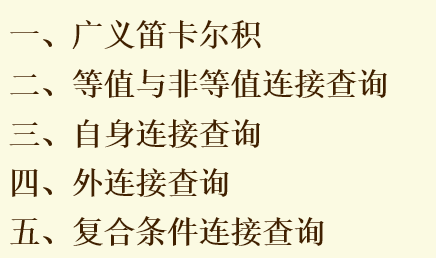 一、广义笛卡尔积
二、等值与非等值连接查询
三、自身连接查询
四、外连接查询
五、复合条件连接查询